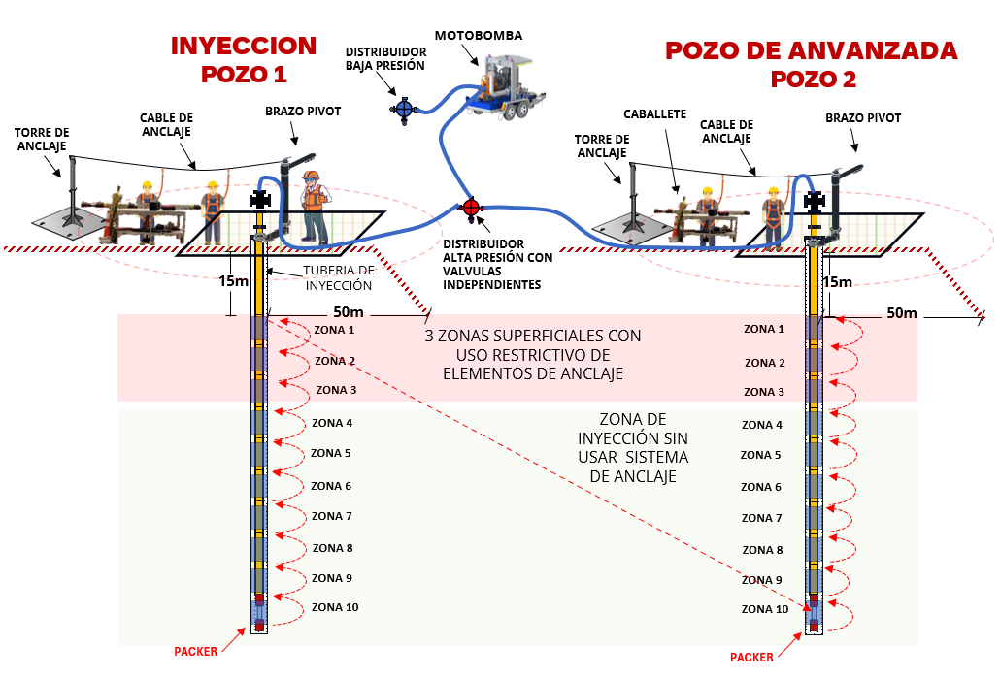 INYECCION
POZO 1
DISTRIBUIDOR
BAJA PRESIÓN
MOTOBOMBA
POZO DE ANVANZADA
POZO 2
TORRE DE
ANCLAJE
CABLE DE
ANCLAJE
BRAZO PIVOT
CABALLETE
TORRE DE
ANCLAJE
CABLE DE
ANCLAJE
BRAZO PIVOT
DISTRIBUIDOR
ALTA PRESIÓN CON
VALVULAS
INDEPENDIENTES
15m
TUBERIA DE
INYECCIÓN
50m
15m
50m
3 ZONAS SUPERFICIALES CON
USO RESTRICTIVO DE
ELEMENTOS DE ANCLAJE
ZONA DE
INYECCIÓN SIN
USAR SISTEMA
DE ANCLAJE
ZONA 1
ZONA 2
ZONA 3
ZONA 4
ZONA 5
ZONA 6
ZONA 7
ZONA 8
ZONA 9
ZONA 10
PACKER
ZONA 1
ZONA 2
ZONA 3
ZONA 4
ZONA 5
ZONA 6
ZONA 7
ZONA 8
ZONA 9
ZONA 10
PACKER